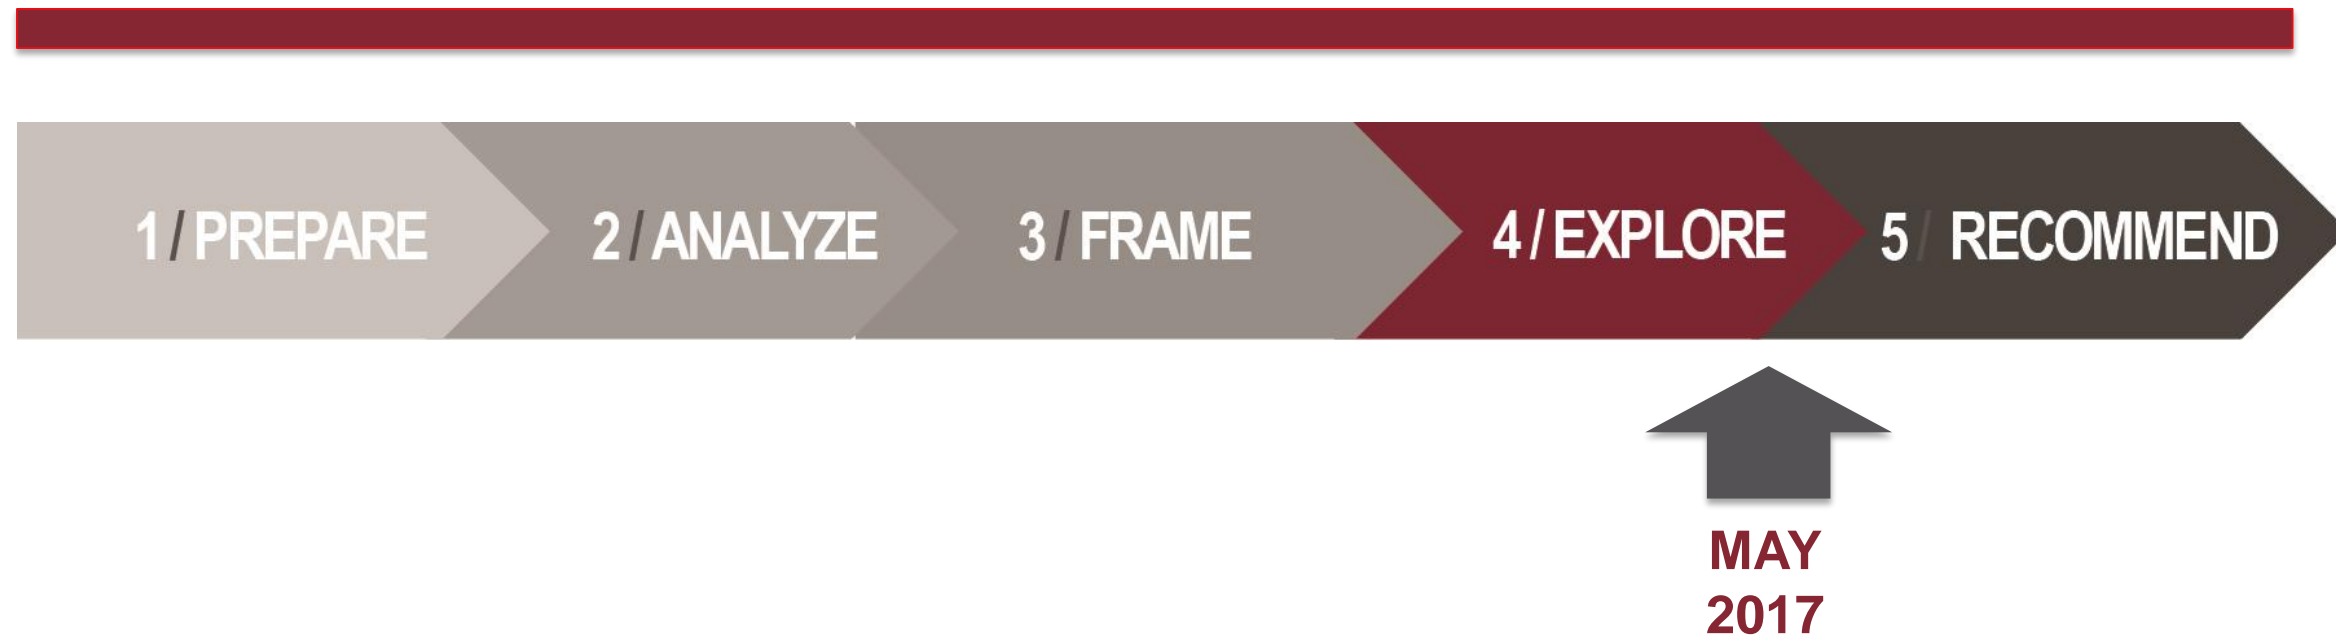 1 / PREPARE 2 / ANALYZE 3 / FRAME 4 / EXPLORE 5 / RECOMMEND
MAY
2017